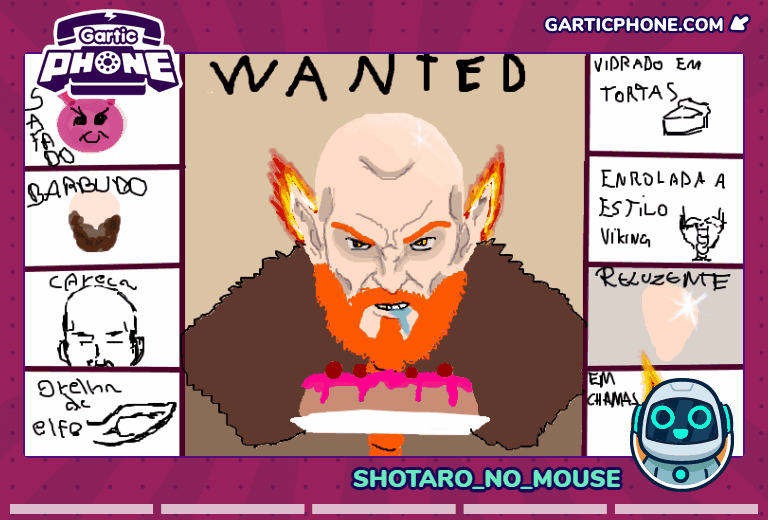 GARTICPHONE.COM
Gartic
PHONE
WANTED
SAFADO
BARBUDO
CARECA
ORELHA
DE
ELFO
VIDRADO EM
TORTAS
ENROLADA A
ESTILO
VIKING
RELUZENTE
EM
CHAMAS
SHOTARO_NO_MOUSE